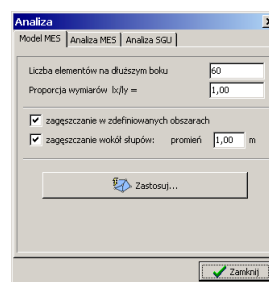 Analiza
Model MES Analiza MES Analiza SGU
Liczba elementów na dłuższym boku 60
Proporcja wymiarów lx/ly = 1,00
zagęszczanie w zdefiniowanych obszarach
zagęszczanie wokół słupów: promień 1,00 m
Zastosuj...
Zamknij